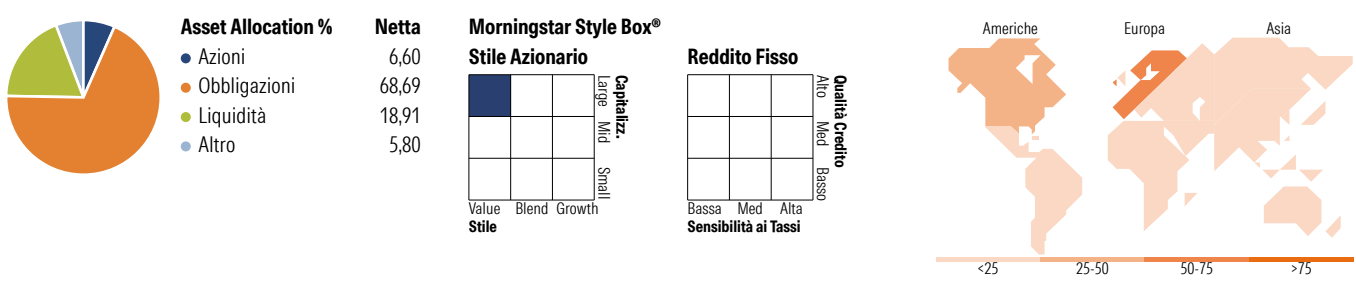 Asset Allocation % Netta
Azioni 6,60
Obbligazioni 68,69
Liquidità 18,91
Altro 5,80
Morningstar Style Box®
Stile Azionario
Large Mid Small
Capitalizz.
Value Blend Growth
Stile
Reddito Fisso
Alto Med Basso
Qualità Credito
Bassa Med Alta
Sensibilità ai Tassi
Americhe Europa Asia
<25 25-50 50-75 >75